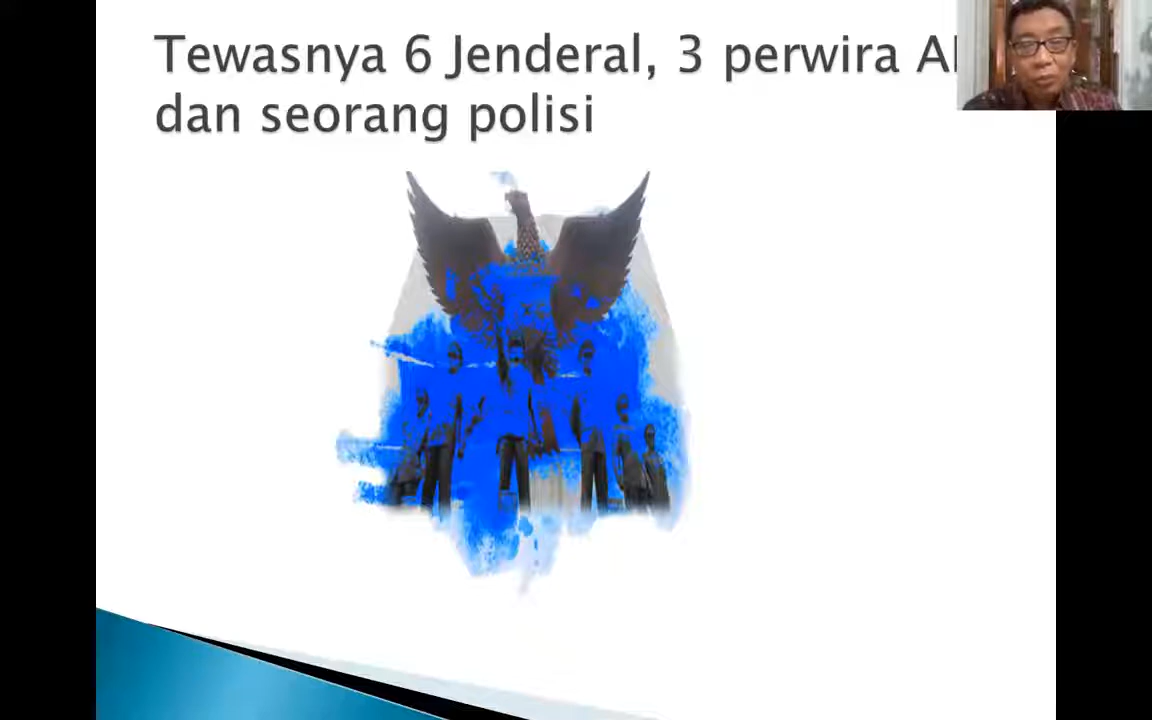 Tewasnya 6 Jenderal, 3 perwira
dan seorang polisi